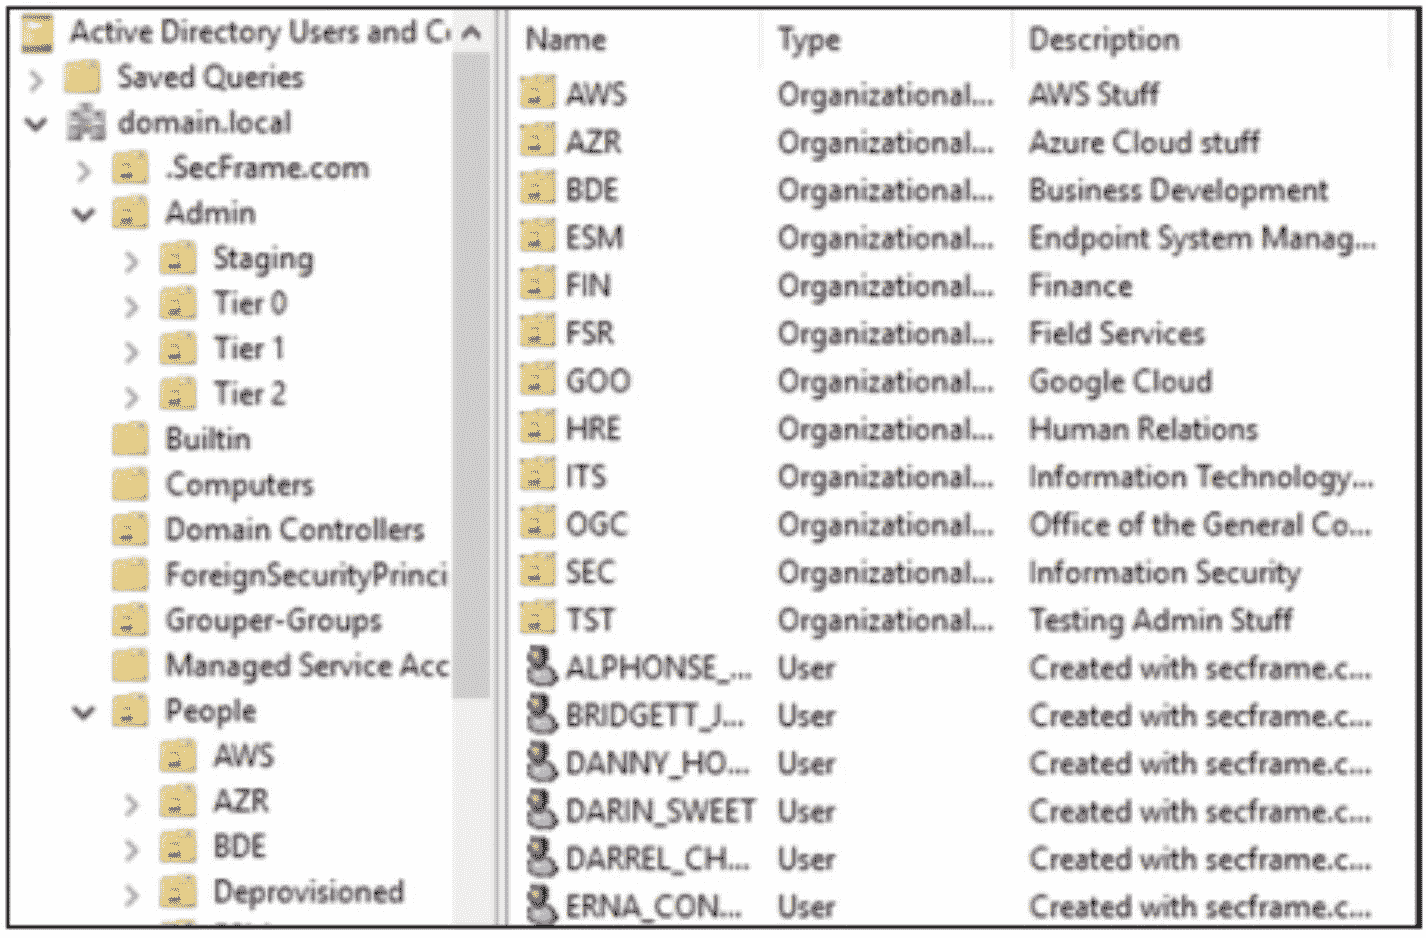 Active Directory Users and Co
Saved Queries
domain.local
.SecFrame.com
Admin
Staging
Tier 0
Tier 1
Tier 2
Builtin
Computers
Domain Controllers
ForeignSecurityPrinci
Grouper-Groups
Managed Service Acc
People
AWS
AZR
BDE
Deprovisioned
Name Type Description
AWS Organizational... AWS Stuff
AZR Organizational... Azure Cloud stuff
BDE Organizational... Business Development
ESM Organizational... Endpoint System Manag...
FIN Organizational... Finance
FSR Organizational... Field Services
GOO Organizational... Google Cloud
HRE Organizational... Human Relations
ITS Organizational... Information Technology...
OGC Organizational... Office of the General Co...
SEC Organizational... Information Security
TST Organizational... Testing Admin Stuff
ALPHONSE_... User Created with secframe.c...
BRIDGETT_J... User Created with secframe.c...
DANNY_HO... User Created with secframe.c...
DARIN_SWEET User Created with secframe.c...
DARREL_CH... User Created with secframe.c...
ERNA_CON... User Created with secframe.c...